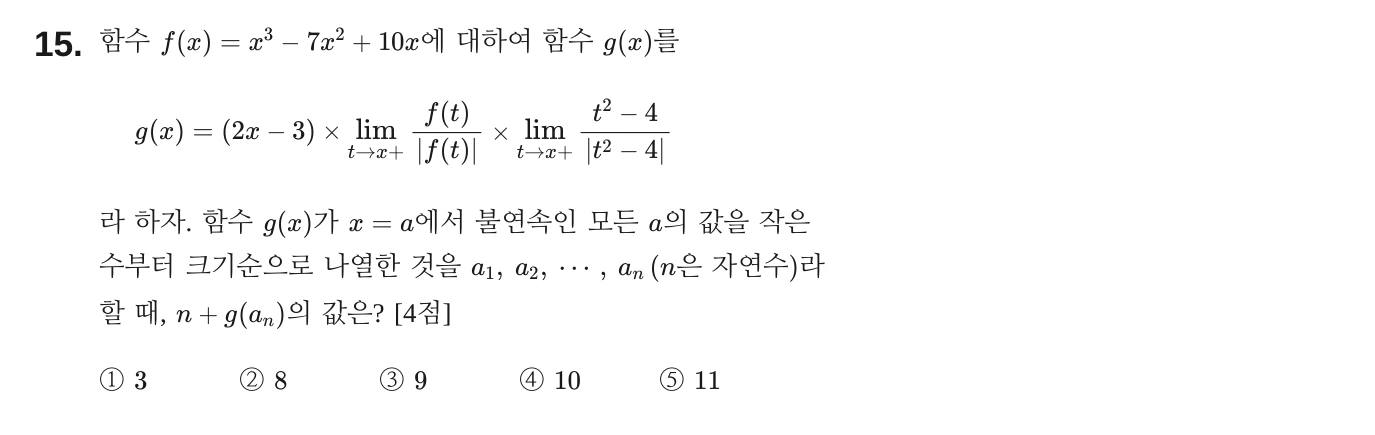 15. 함수 f(x) = x³ − 7x² + 10x에 대하여 함수 g(x)를
g(x) = (2x − 3) × lim_{t→x+} f(t)/|f(t)| × lim_{t→x+} (t² − 4)/|t² − 4|
라 하자. 함수 g(x)가 x = a에서 불연속인 모든 a의 값을 작은
수부터 크기순으로 나열한 것을 a₁, a₂, ⋯ , aₙ (n은 자연수)라
할 때, n + g(aₙ)의 값은? [4점]
① 3 ② 8 ③ 9 ④ 10 ⑤ 11